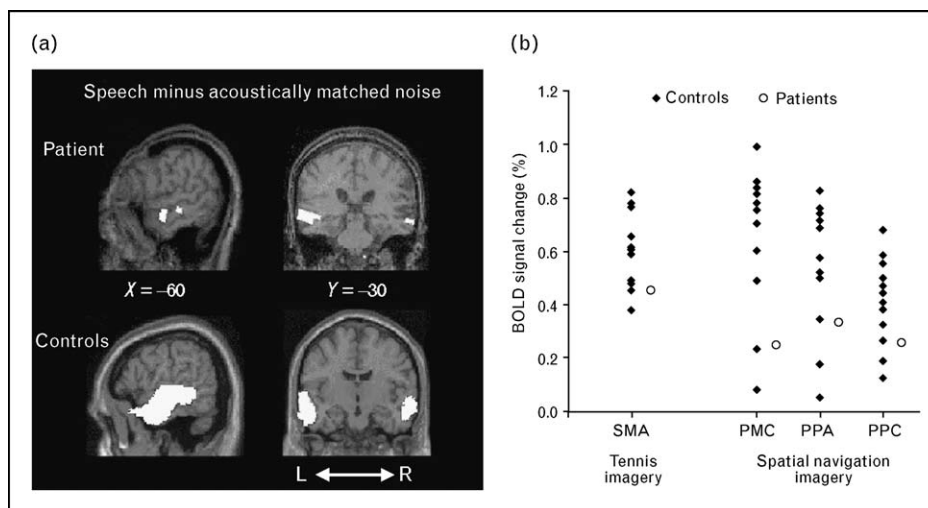 (a)
Speech minus acoustically matched noise
Patient
X = –60
Y = –30
Controls
L R
(b)
Controls Patients
BOLD signal change (%)
1.2
1.0
0.8
0.6
0.4
0.2
0.0
SMA PMC PPA PPC
Tennis imagery
Spatial navigation imagery